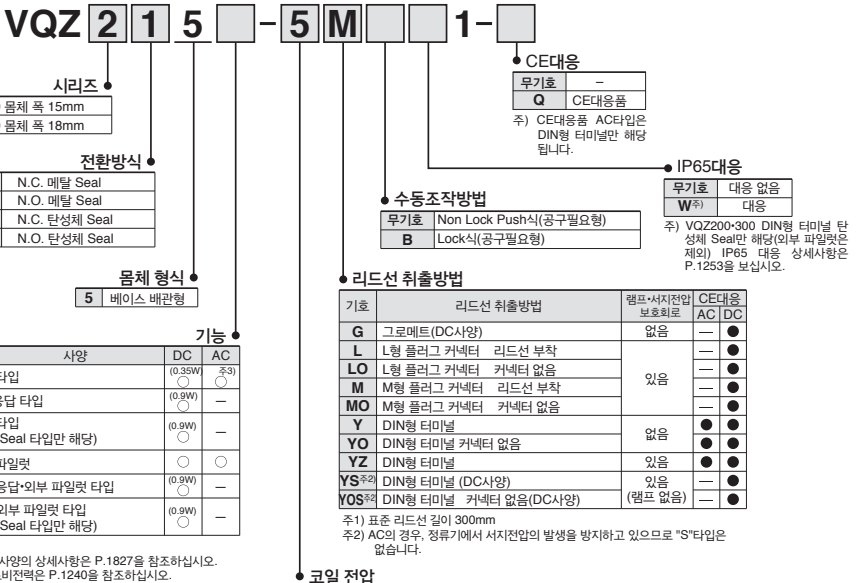 VQZ 2 1 5 - 5 M 1-
CE대응
무기호 –
Q CE대응품
주) CE대응품 AC타입은
DIN형 터미널만 해당
됩니다.
시리즈
몸체 폭 15mm
몸체 폭 18mm
전환방식
N.C. 메탈 Seal
N.O. 메탈 Seal
N.C. 탄성체 Seal
N.O. 탄성체 Seal
IP65대응
무기호 대응 없음
W주) 대응
주) VQZ200•300 DIN형 터미널 탄
성체 Seal만 해당(외부 파일럿은
제외) IP65 대응 상세사항은
P.1253을 보십시오.
수동조작방법
무기호 Non Lock Push식(공구필요형)
B Lock식(공구필요형)
몸체 형식
5 베이스 배관형
기능
사양 DC AC
타입 (0.35W) ○ 주3) ○
응답 타입 (0.9W) ○ –
타입
Seal 타입만 해당) (0.9W) ○ –
파일럿 ○ ○
응답•외부 파일럿 타입 (0.9W) ○ –
외부 파일럿 타입
Seal 타입만 해당) (0.9W) ○ –
사양의 상세사항은 P.1827을 참조하십시오.
비전력은 P.1240을 참조하십시오.
리드선 취출방법
기호 리드선 취출방법 램프•서지전압 보호회로 CE대응 AC DC
G 그로메트(DC사양) 없음 — ●
L L형 플러그 커넥터 리드선 부착 있음 — ●
LO L형 플러그 커넥터 커넥터 없음 — ●
M M형 플러그 커넥터 리드선 부착 — ●
MO M형 플러그 커넥터 커넥터 없음 — ●
Y DIN형 터미널 없음 ● ●
YO DIN형 터미널 커넥터 없음 ● ●
YZ DIN형 터미널 있음 ● ●
YS주2) DIN형 터미널 (DC사양) 있음 (램프 없음) — ●
YOS주2) DIN형 터미널 커넥터 없음(DC사양) — ●
주1) 표준 리드선 길이 300mm
주2) AC의 경우, 정류기에서 서지전압의 발생을 방지하고 있으므로 "S"타입은
없습니다.
코일 전압